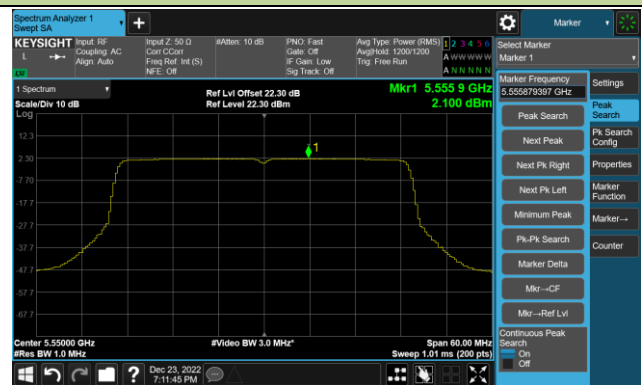 Spectrum Analyzer 1
Swept SA
Marker
KEYSIGHT
L
Input: RF
Coupling: AC
Align: Auto
Input Z: 50 Ω
Corr CCorr
Freq Ref: Int (S)
NFE: Off
#Atten: 10 dB
PNO: Fast
Gate: Off
IF Gain: Low
Sig Track: Off
Avg Type: Power (RMS)
Avg|Hold: 1200/1200
Trig: Free Run
1 2 3 4 5 6
A W W W W W
A N N N N N
Select Marker
Marker 1
1 Spectrum
Scale/Div 10 dB
Log
Ref Lvl Offset 22.30 dB
Ref Level 22.30 dBm
Mkr1 5.555 9 GHz
2.100 dBm
12.3
2.30
-7.70
-17.7
-27.7
-37.7
-47.7
-57.7
-67.7
1
Center 5.55000 GHz
#Res BW 1.0 MHz
#Video BW 3.0 MHz*
Span 60.00 MHz
Sweep 1.01 ms (200 pts)
Marker Frequency
5.555879397 GHz
Peak Search
Next Peak
Next Pk Right
Next Pk Left
Minimum Peak
Pk-Pk Search
Marker Delta
Mkr→CF
Mkr→Ref Lvl
Continuous Peak
Search
On
Off
Settings
Peak
Search
Pk Search
Config
Properties
Marker
Function
Marker→
Counter
Dec 23, 2022
7:11:45 PM